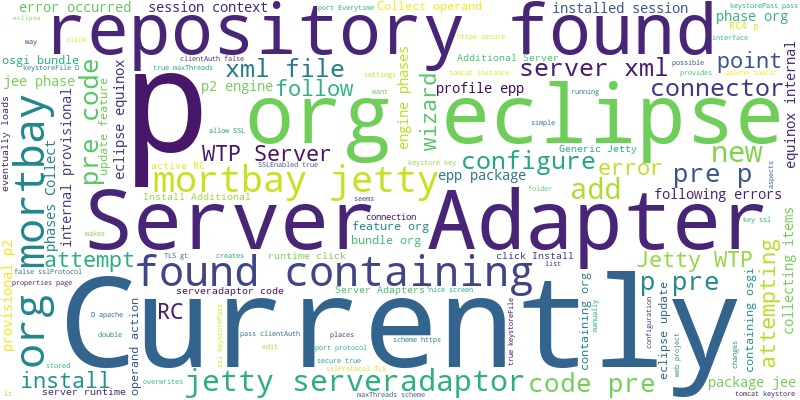 error occurred
session context
port Everytime
Collect operand
installed session
keystorePass pass
eclipse
way
click
clientAuth false
RC4 p
phase org
repository found
osgi bundle
true maxThreads
https secure
interface
jee phase
keystoreFile D
xml file
Additional Server
server xml
point
p2 engine
follow
tomcat instance
possible
provides
settings
running
apache tomcat
connector
pre code
update feature
eclipse equinox
engine phases
wizard
profile epp
want
equinox internal
eventually loads
p
org eclipse
allow SSL
simple
Generic Jetty
new
WTP Server
configure
SSLEnabled true
keystore key
org mortbay
internal provisional
phases Collect
active RC
error
pre p
mortbay jetty
epp package
folder
add
following errors
Install Additional
seems
aspects
Server Adapter
provisional p2
connection
feature org
bundle org
key ssl
attempt
TLS gt
runtime click
click Install
Jetty WTP
makes
creates
list
found containing
p pre
attempting
collecting items
false sslProtocol
properties page
serveradaptor code
Server Adapters
nice screen
Currently
RC
D apache
double
operand action
ssl keystorePass
pass clientAuth
places
port protocol
scheme https
secure true
true keystoreFile
configuration
containing org
manually
eclipse update
web project
changes
containing osgi
install
stored
edit
sslProtocol TLS
jetty serveradaptor
code pre
package jee
lt
server runtime
overwrites
maxThreads scheme
tomcat keystore